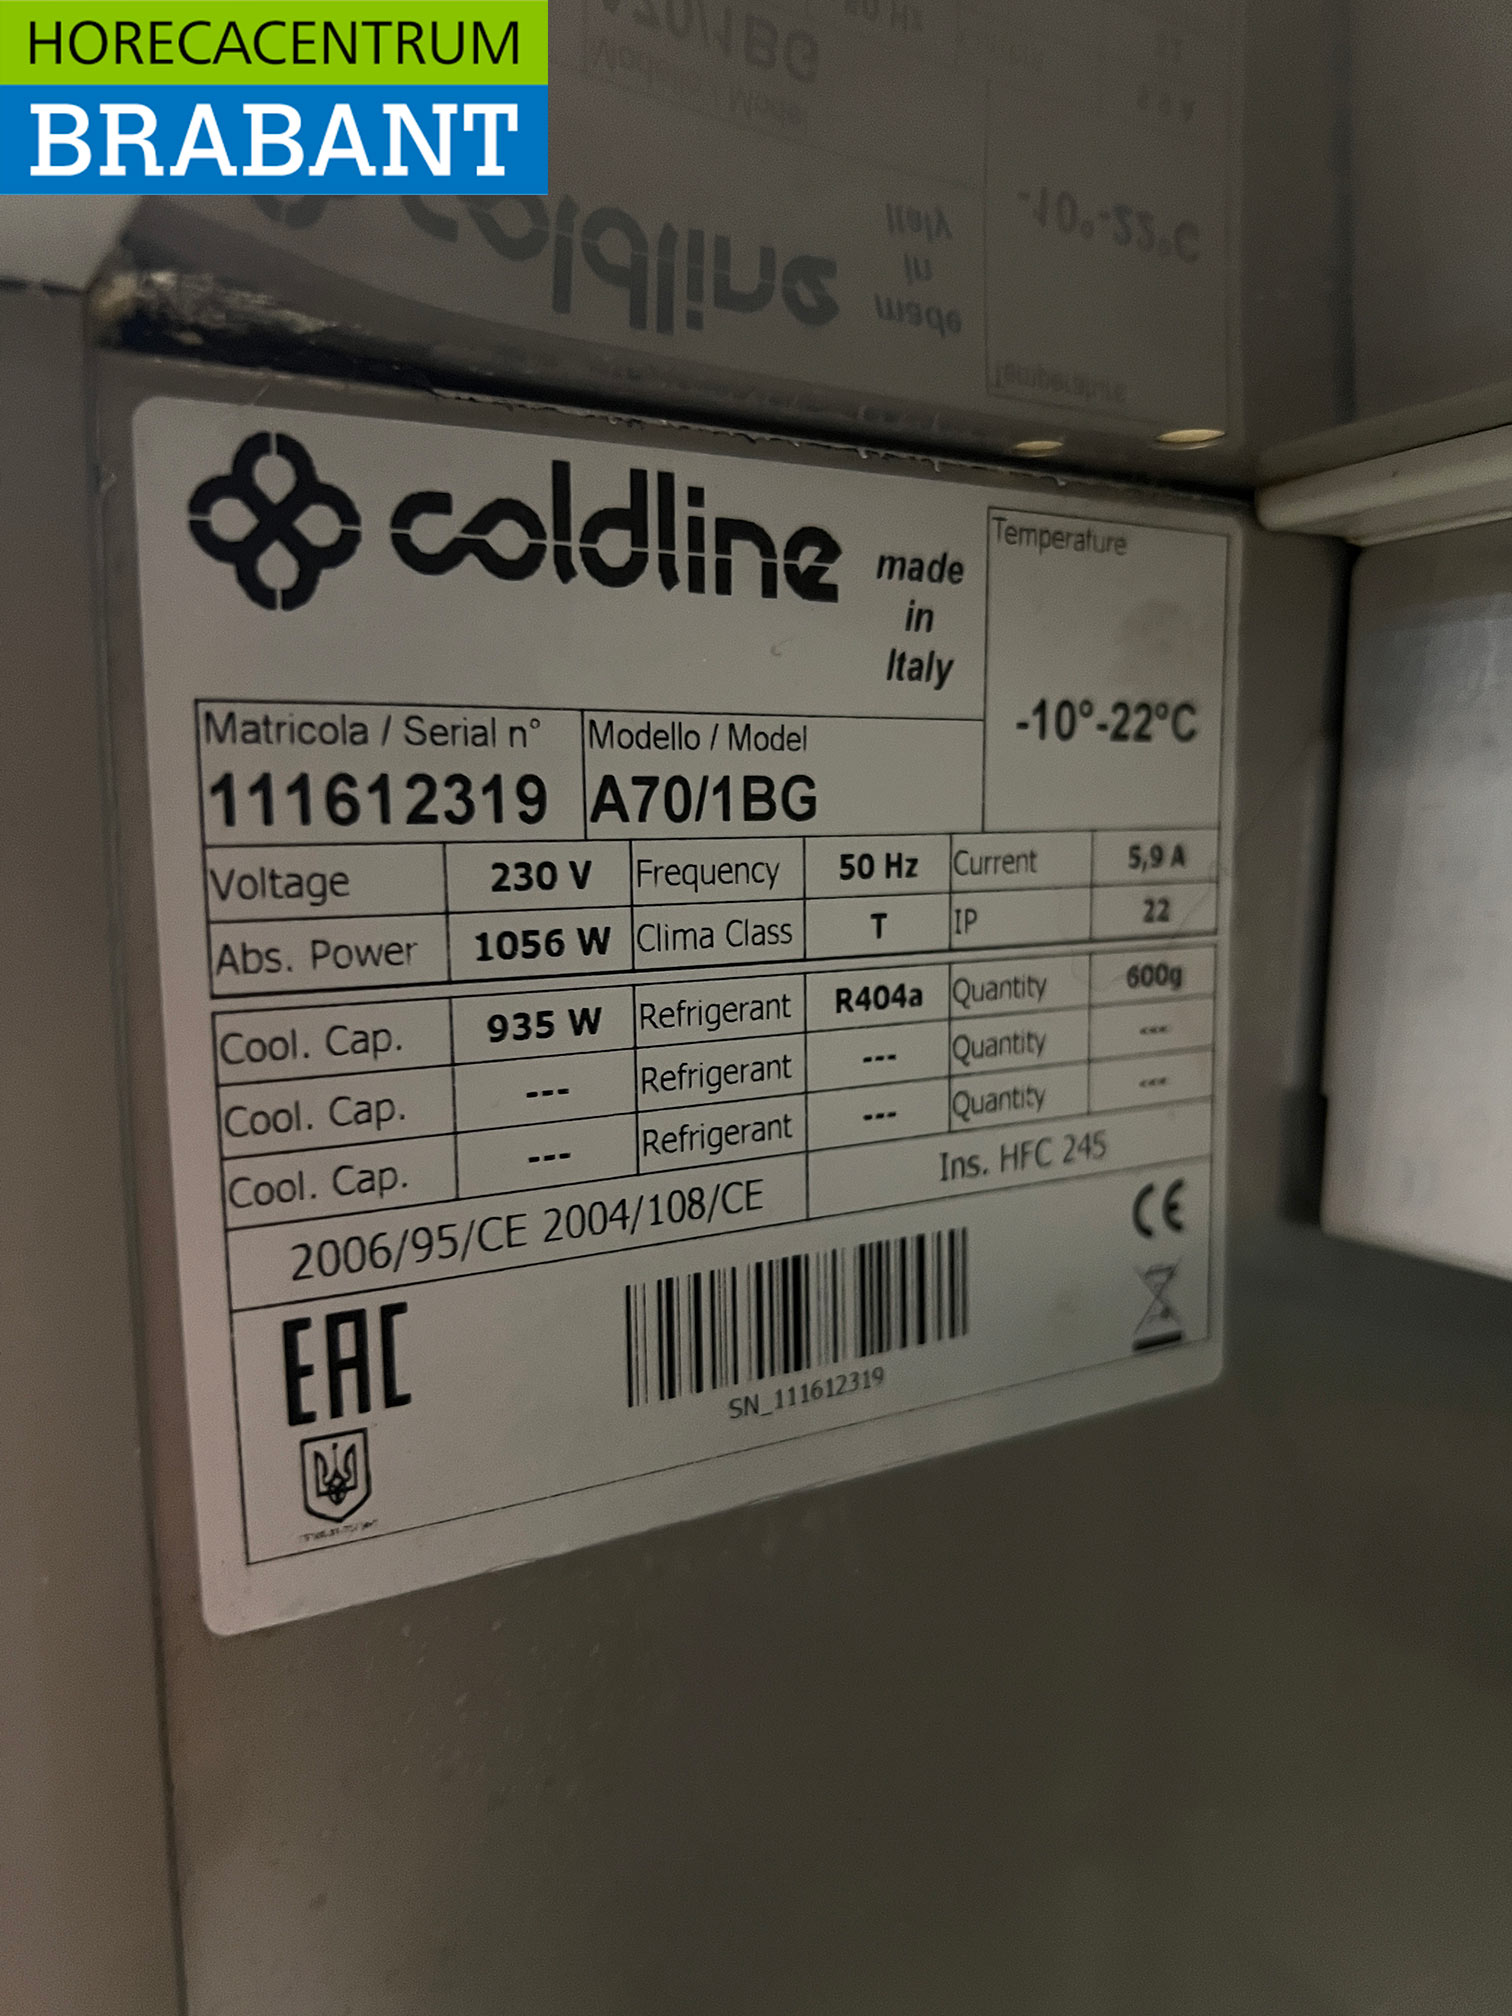 HORECACENTRUM
BRABANT
coldline
made
in
Italy
Temperature
-10°-22°C
Matricola / Serial n°
111612319
Modello / Model
A70/1BG
Voltage 230 V Frequency 50 Hz Current 5,9 A
Abs. Power 1056 W Clima Class T IP 22
Cool. Cap. 935 W Refrigerant R404a Quantity 600g
Cool. Cap. --- Refrigerant --- Quantity ---
Cool. Cap. --- Refrigerant --- Quantity ---
2006/95/CE 2004/108/CE Ins. HFC 245
CE
EAC
SN_111612319